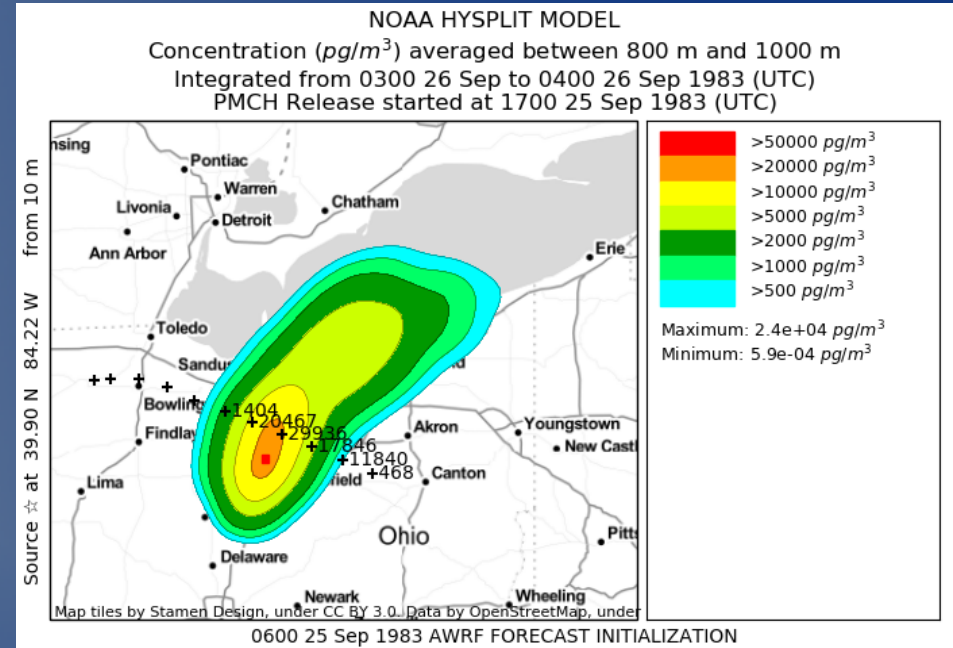 NOAA HYSPLIT MODEL
Concentration (pg/m³) averaged between 800 m and 1000 m
Integrated from 0300 26 Sep to 0400 26 Sep 1983 (UTC)
PMCH Release started at 1700 25 Sep 1983 (UTC)
Source ☆ at 39.90 N 84.22 W from 10 m
nsing
Pontiac
Warren
Livonia
Detroit
Chatham
Ann Arbor
Erie
Toledo
Sandus
d
Bowling
1404
20467
29936
17846
11840
468
Findlay
Akron
Youngstown
New Castl
Lima
field
Canton
Ohio
Pitts
Delaware
Newark
Wheeling
Map tiles by Stamen Design, under CC BY 3.0. Data by OpenStreetMap, under
>50000 pg/m³
>20000 pg/m³
>10000 pg/m³
>5000 pg/m³
>2000 pg/m³
>1000 pg/m³
>500 pg/m³
Maximum: 2.4e+04 pg/m³
Minimum: 5.9e-04 pg/m³
0600 25 Sep 1983 AWRF FORECAST INITIALIZATION